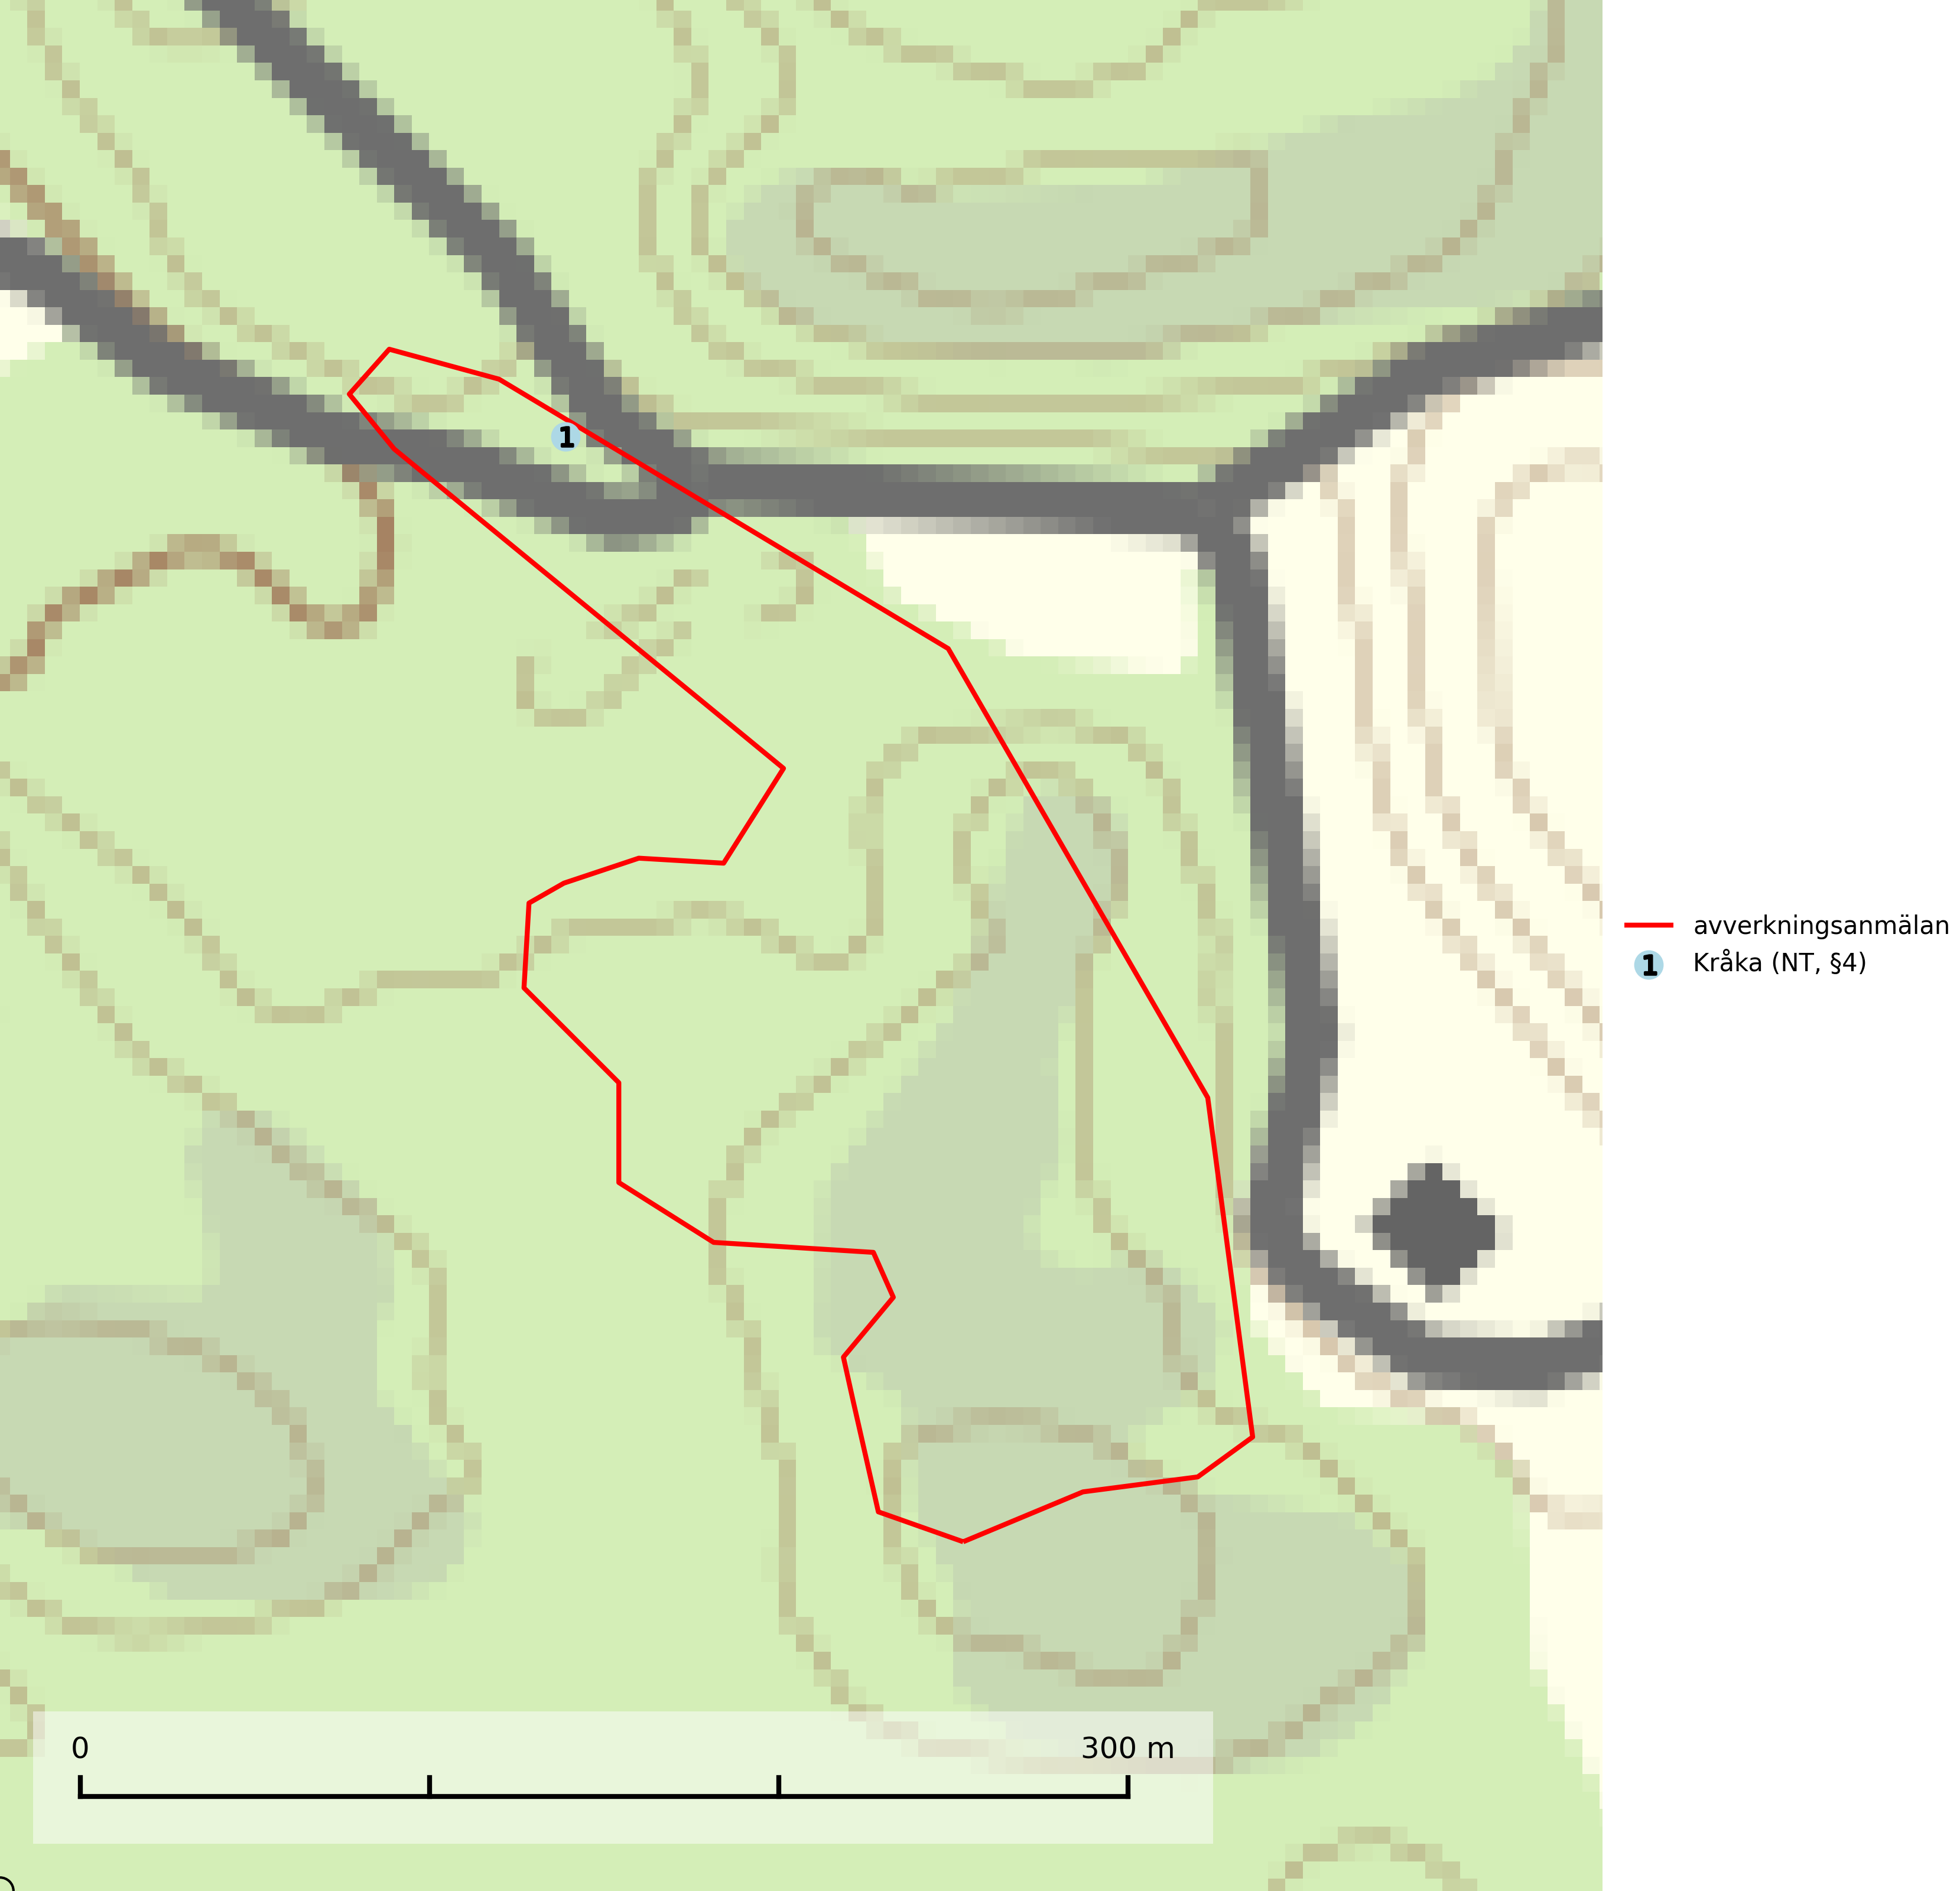 1
avverkningsanmälan
1 Kråka (NT, §4)
0 300 m